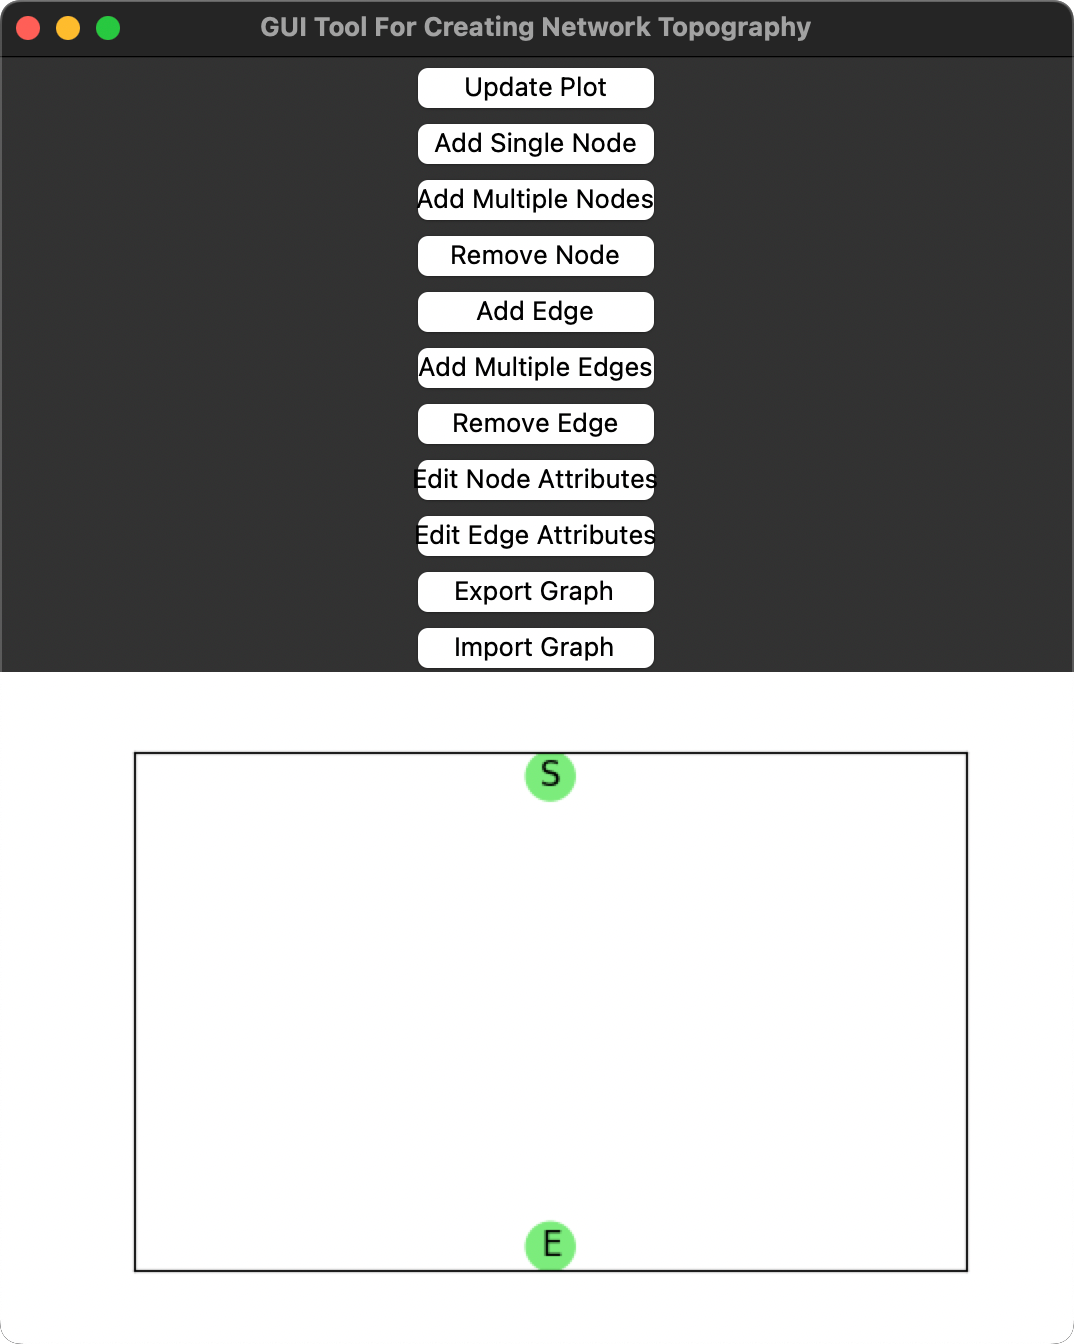 GUI Tool For Creating Network Topography
Update Plot
Add Single Node
Add Multiple Nodes
Remove Node
Add Edge
Add Multiple Edges
Remove Edge
Edit Node Attributes
Edit Edge Attributes
Export Graph
Import Graph
S
E